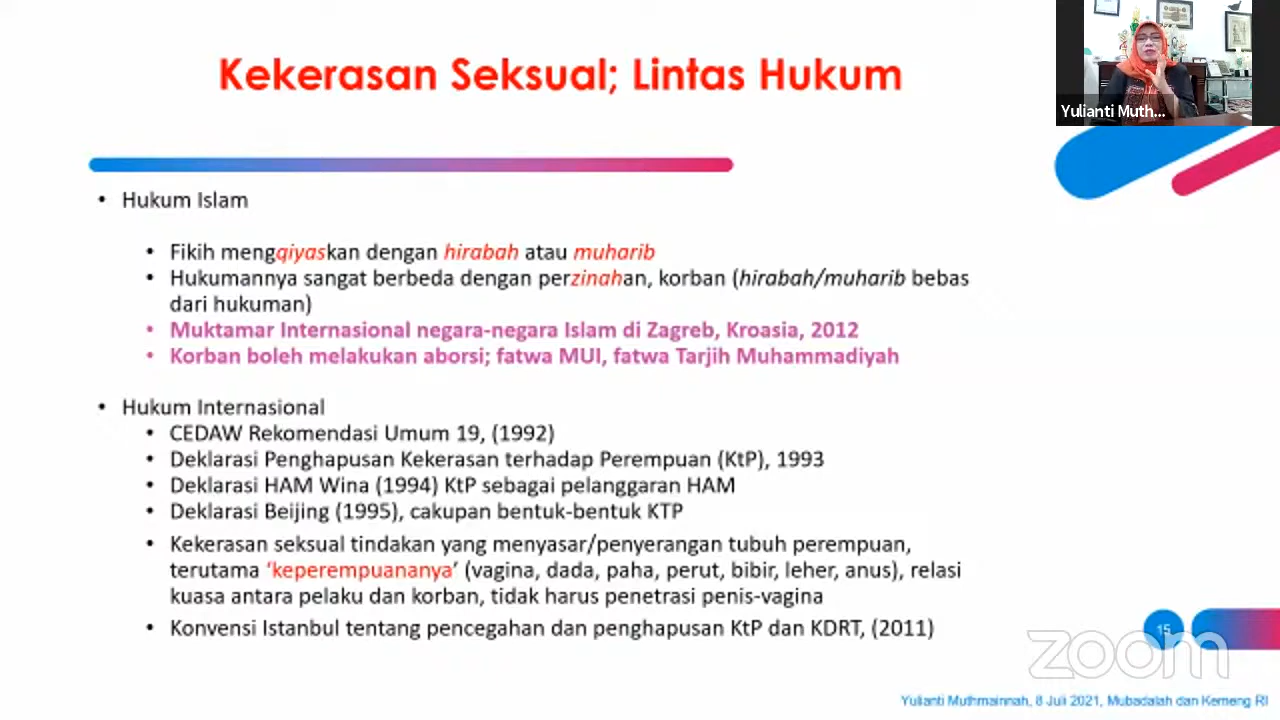 Kekerasan Seksual; Lintas Hukum
Yulianti Muth...
• Hukum Islam
• Fikih mengqiyaskan dengan hirabah atau muharib
• Hukumannya sangat berbeda dengan perzinahan, korban (hirabah/muharib bebas
dari hukuman)
• Muktamar Internasional negara-negara Islam di Zagreb, Kroasia, 2012
• Korban boleh melakukan aborsi; fatwa MUI, fatwa Tarjih Muhammadiyah
• Hukum Internasional
• CEDAW Rekomendasi Umum 19, (1992)
• Deklarasi Penghapusan Kekerasan terhadap Perempuan (KtP), 1993
• Deklarasi HAM Wina (1994) KtP sebagai pelanggaran HAM
• Deklarasi Beijing (1995), cakupan bentuk-bentuk KTP
• Kekerasan seksual tindakan yang menyasar/penyerangan tubuh perempuan,
terutama ‘keperempuananya’ (vagina, dada, paha, perut, bibir, leher, anus), relasi
kuasa antara pelaku dan korban, tidak harus penetrasi penis-vagina
• Konvensi Istanbul tentang pencegahan dan penghapusan KtP dan KDRT, (2011)
15
zoom
Yulianti Muthmainnah, 8 Juli 2021, Mubadalah dan Kemeng RI